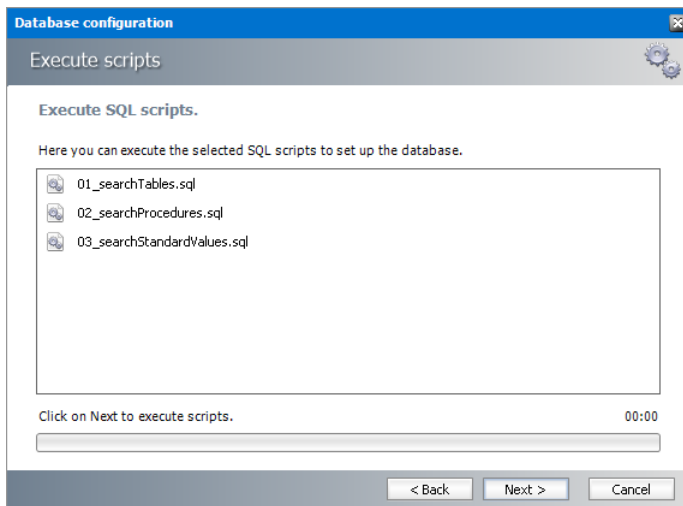 Database configuration
Execute scripts
Execute SQL scripts.
Here you can execute the selected SQL scripts to set up the database.
01_searchTables.sql
02_searchProcedures.sql
03_searchStandardValues.sql
Click on Next to execute scripts. 00:00
< Back Next > Cancel